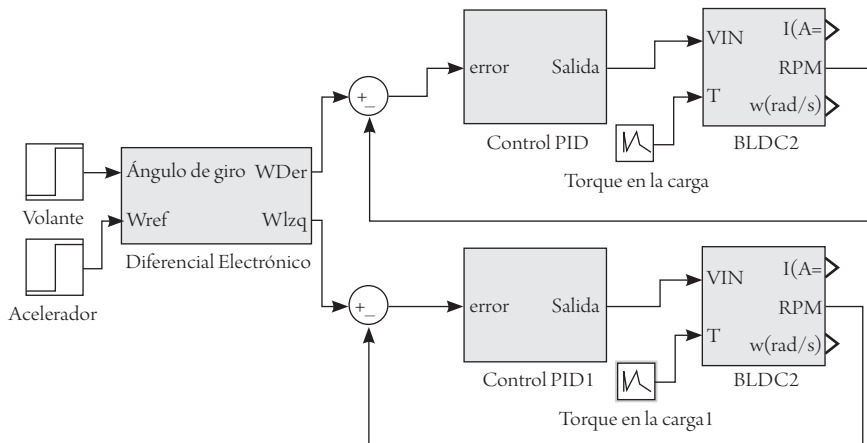 error
Salida
Control PID
VIN
T
I(A=
RPM
w(rad/s)
BLDC2
Torque en la carga
Volante
Acelerador
Ángulo de giro
Wref
WDer
Wlzq
Diferencial Electrónico
+
_
+
_
error
Salida
Control PID1
VIN
T
I(A=
RPM
w(rad/s)
BLDC2
Torque en la carga1